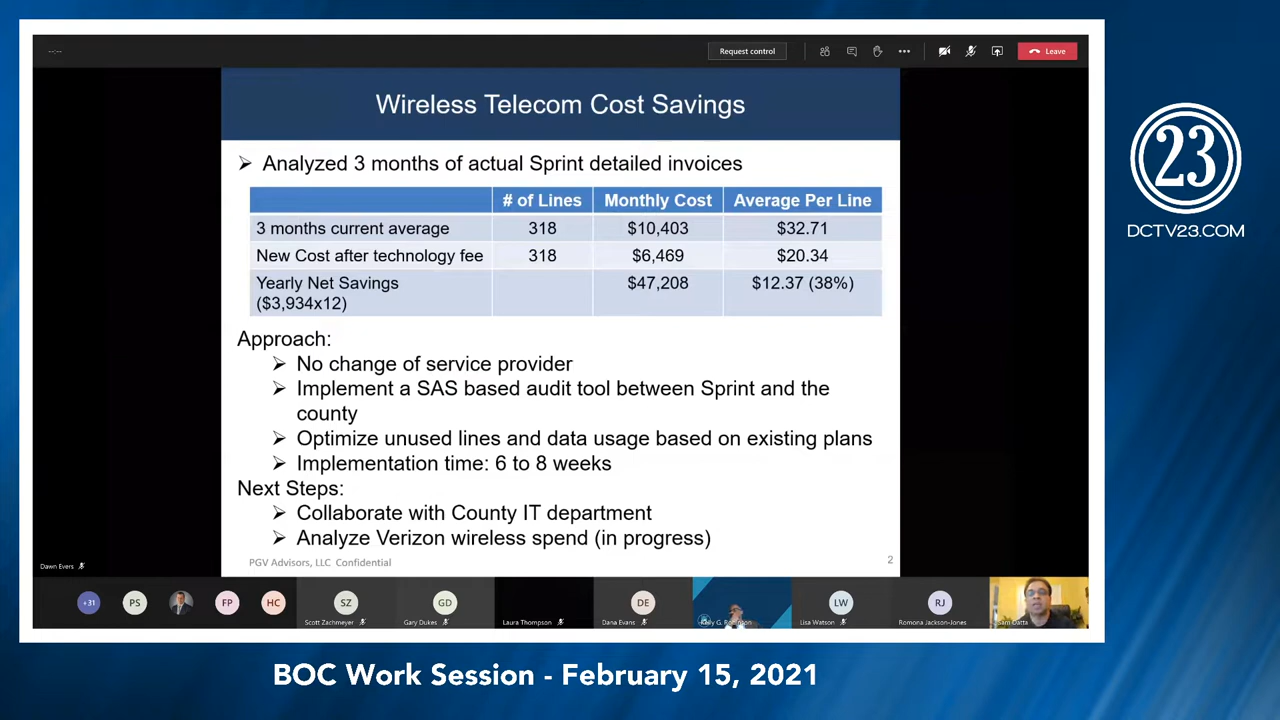 --:--
Request control
Leave
Wireless Telecom Cost Savings
Analyzed 3 months of actual Sprint detailed invoices
# of Lines Monthly Cost Average Per Line
3 months current average 318 $10,403 $32.71
New Cost after technology fee 318 $6,469 $20.34
Yearly Net Savings $47,208 $12.37 (38%)
($3,934x12)
Approach:
No change of service provider
Implement a SAS based audit tool between Sprint and the
county
Optimize unused lines and data usage based on existing plans
Implementation time: 6 to 8 weeks
Next Steps:
Collaborate with County IT department
Analyze Verizon wireless spend (in progress)
PGV Advisors, LLC Confidential
2
Dawn Evers
+31 PS FP HC SZ GD DE LW RJ
Scott Zachmeyer Gary Dukes Laura Thompson Dana Evans Kelly G. Robinson Lisa Watson Romona Jackson-Jones Sam Datta
23
DCTV23.COM
BOC Work Session - February 15, 2021